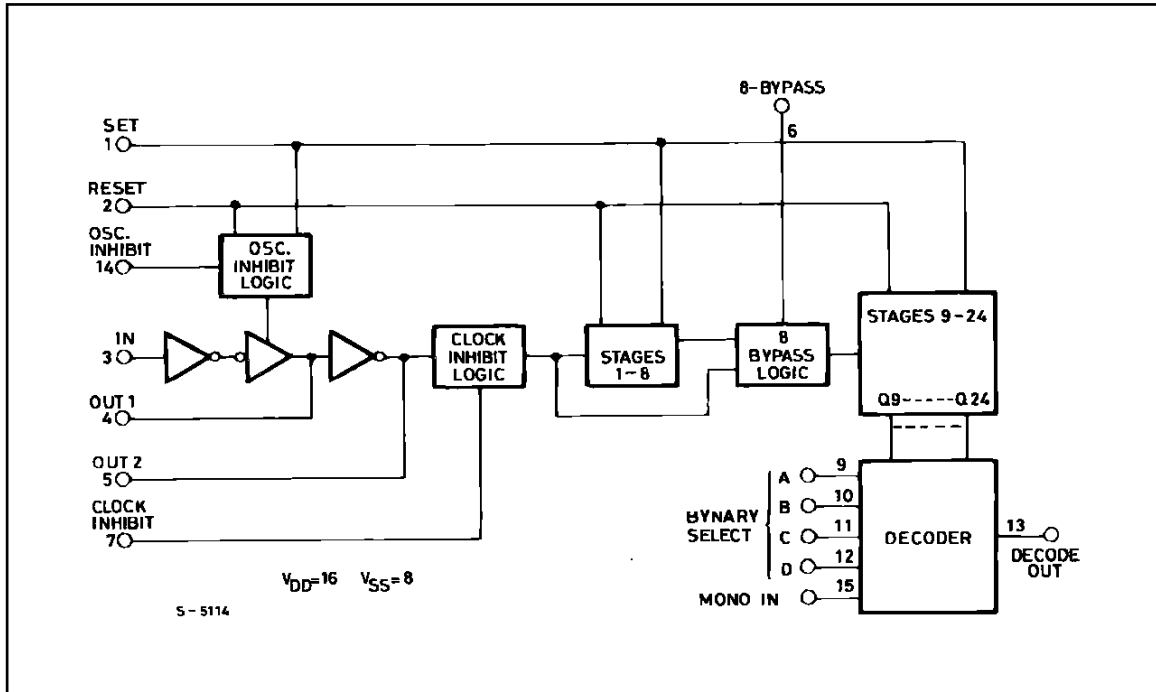 8-BYPASS
6
SET
1
RESET
2
OSC.
INHIBIT
14
OSC.
INHIBIT
LOGIC
IN
3
OUT 1
4
OUT 2
5
CLOCK
INHIBIT
7
CLOCK
INHIBIT
LOGIC
STAGES
1-8
8
BYPASS
LOGIC
STAGES 9-24
Q9-----Q24
BYNARY
SELECT
A 9
B 10
C 11
D 12
MONO IN 15
DECODER
13
DECODE
OUT
VDD=16 VSS=8
S-5114